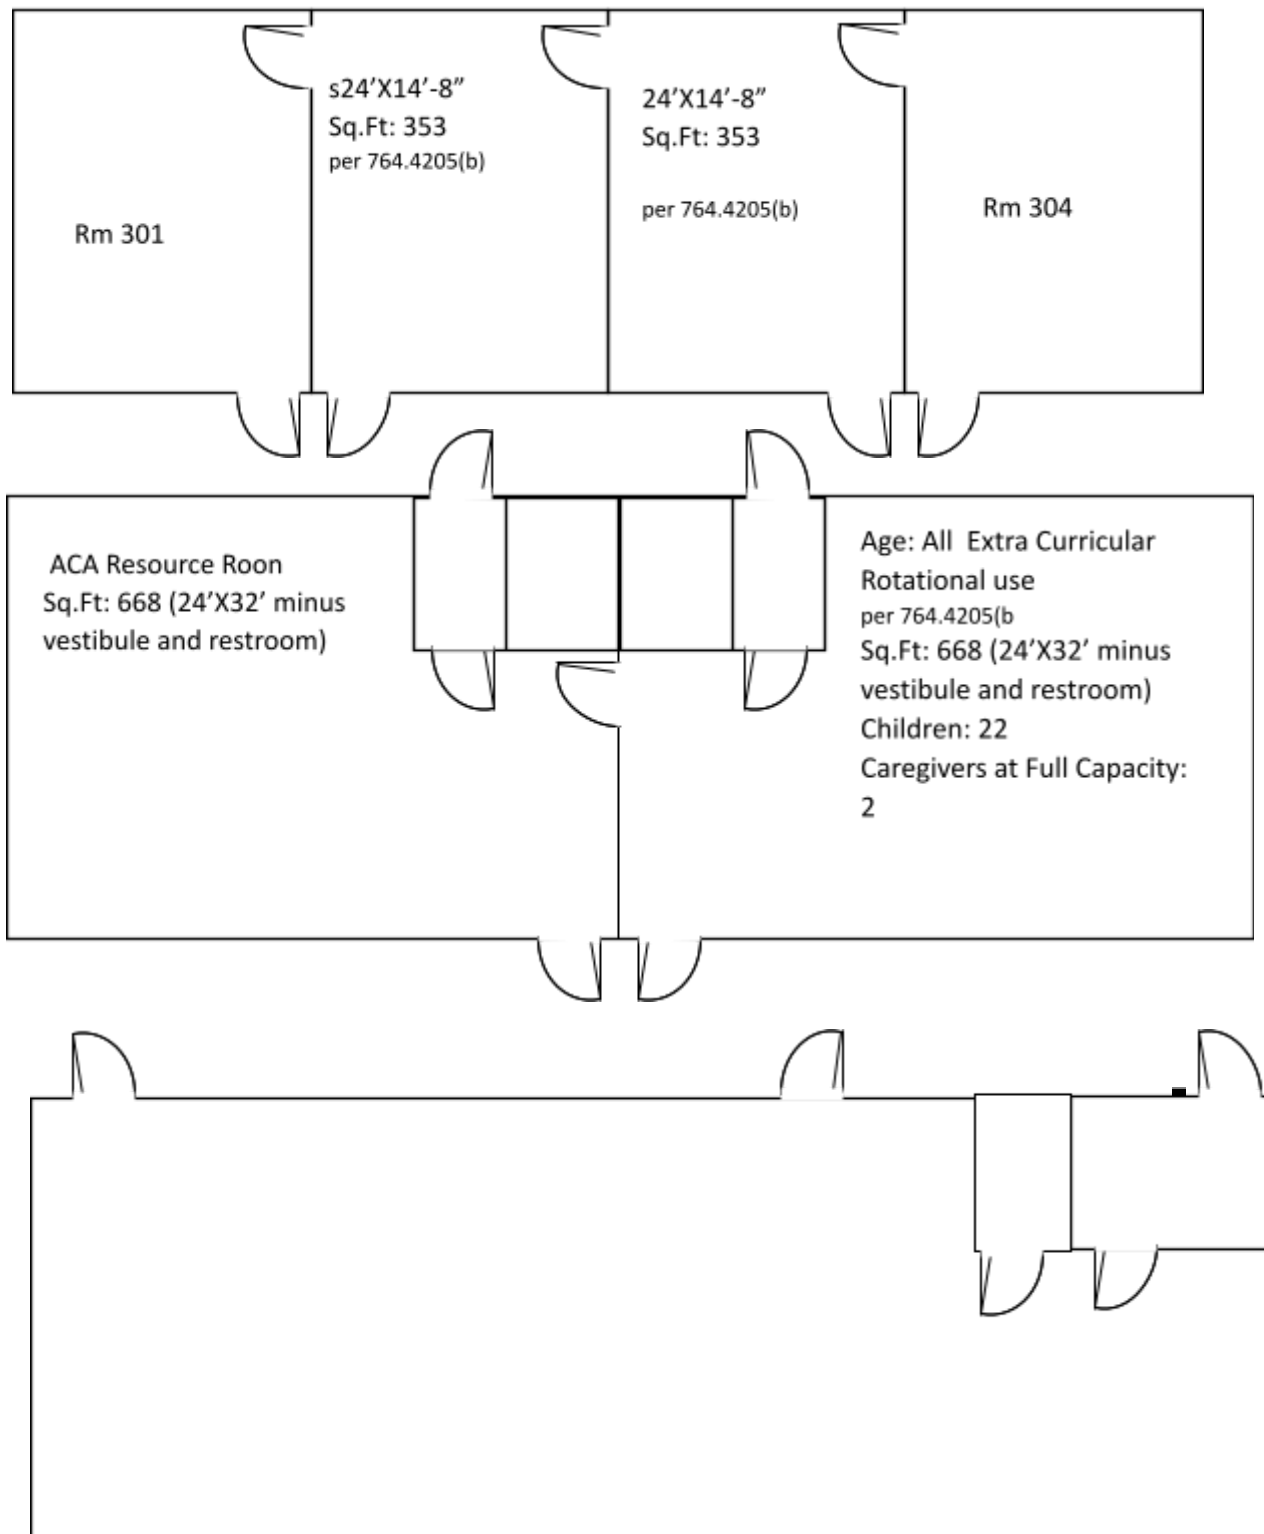 s24’X14’-8”
Sq.Ft: 353
per 764.4205(b)
24’X14’-8”
Sq.Ft: 353
per 764.4205(b)
Rm 301
Rm 304
ACA Resource Roon
Sq.Ft: 668 (24’X32’ minus
vestibule and restroom)
Age: All  Extra Curricular
Rotational use
per 764.4205(b
Sq.Ft: 668 (24’X32’ minus
vestibule and restroom)
Children: 22
Caregivers at Full Capacity:
2